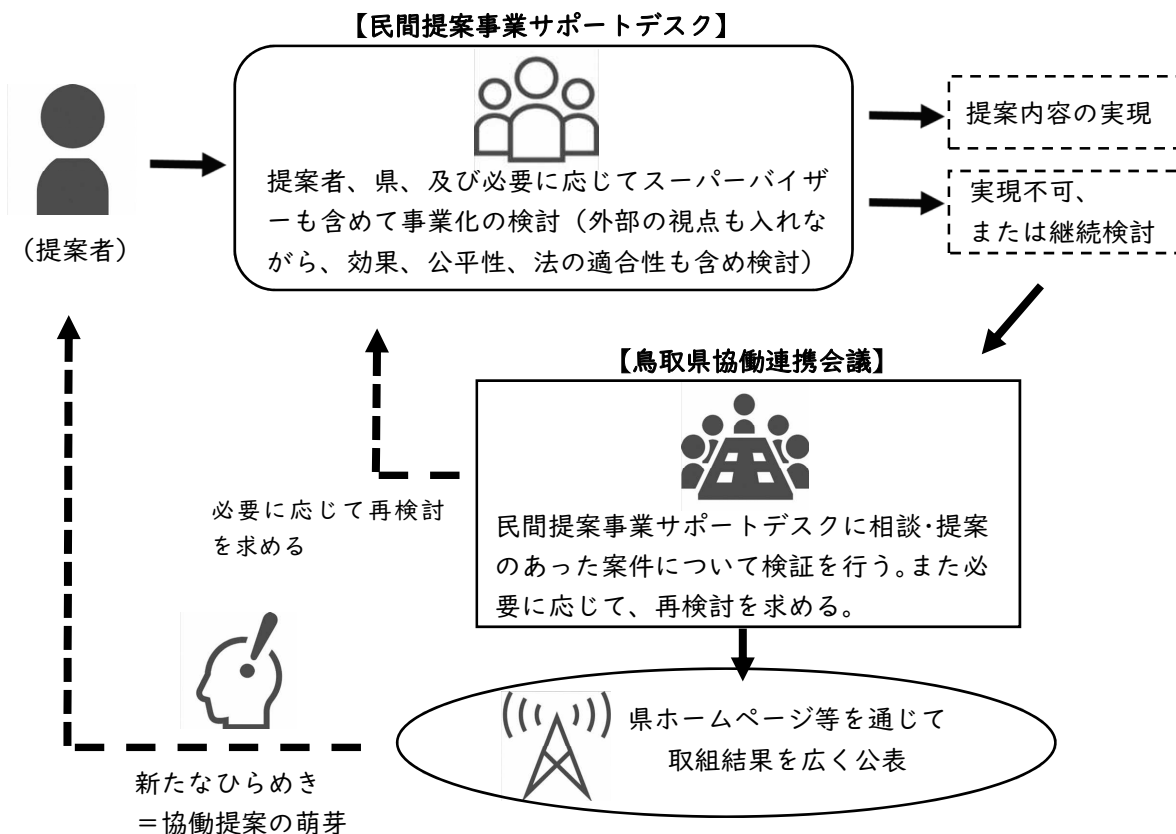 【民間提案事業サポートデスク】
(提案者)
提案者、県、及び必要に応じてスーパーバイザ
ーも含めて事業化の検討（外部の視点も入れな
がら、効果、公平性、法の適合性も含め検討）
提案内容の実現
実現不可、
または継続検討
【鳥取県協働連携会議】
民間提案事業サポートデスクに相談･提案
のあった案件について検証を行う。また必
要に応じて、再検討を求める。
必要に応じて再検討
を求める
県ホームページ等を通じて
取組結果を広く公表
新たなひらめき
＝協働提案の萌芽